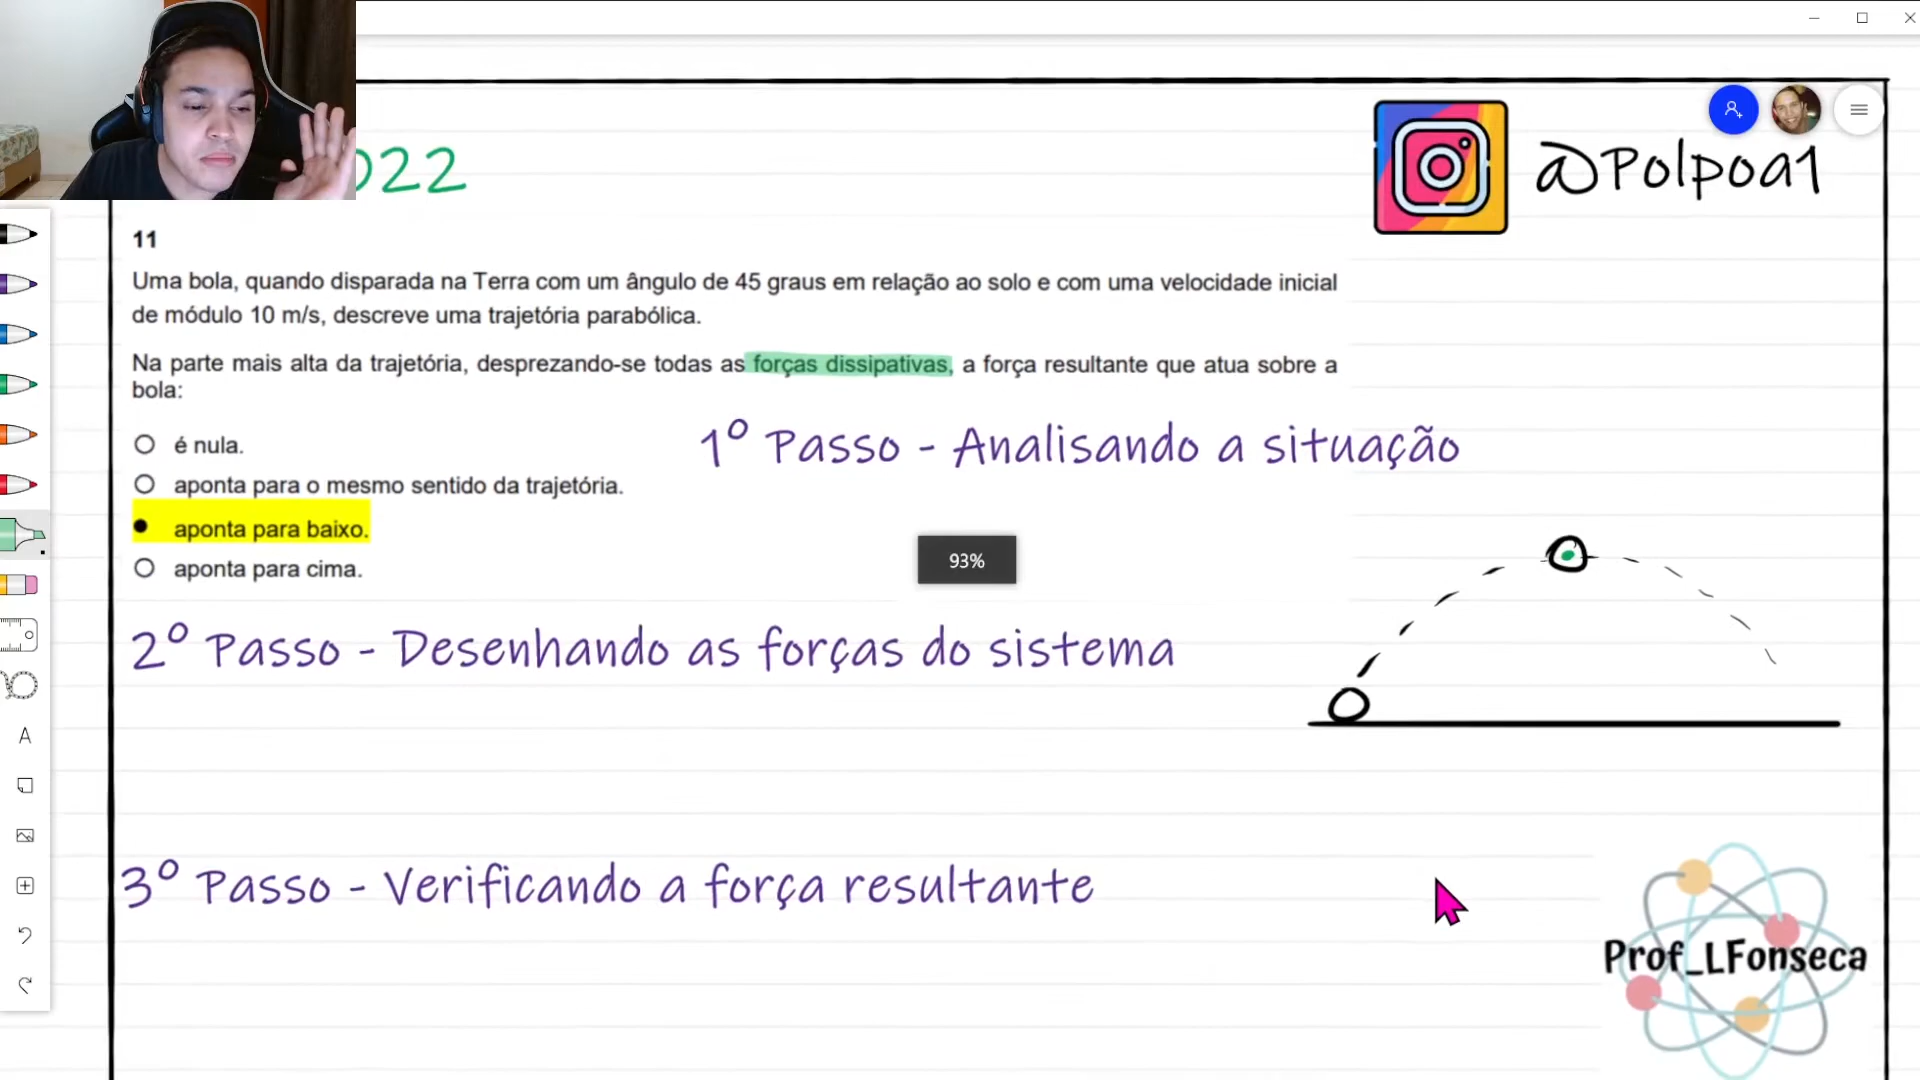 022
@Polpoa1
11
Uma bola, quando disparada na Terra com um ângulo de 45 graus em relação ao solo e com uma velocidade inicial
de módulo 10 m/s, descreve uma trajetória parabólica.
Na parte mais alta da trajetória, desprezando-se todas as forças dissipativas, a força resultante que atua sobre a
bola:
é nula.
aponta para o mesmo sentido da trajetória.
aponta para baixo.
aponta para cima.
1º Passo - Analisando a situação
93%
2º Passo - Desenhando as forças do sistema
3º Passo - Verificando a força resultante
Prof_LFonseca